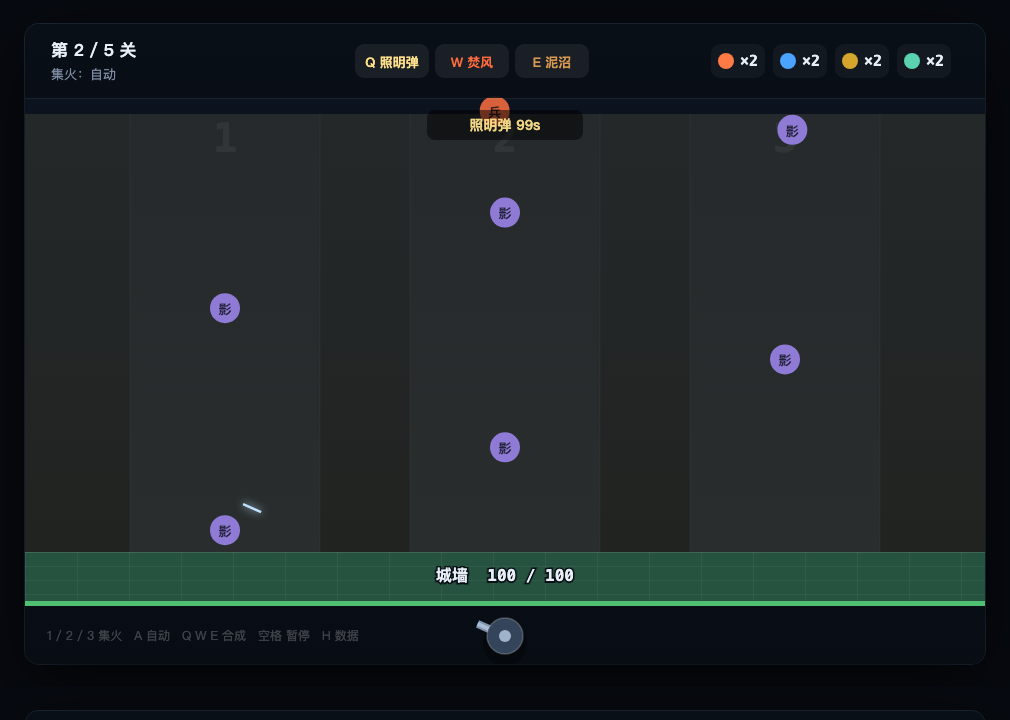 第 2 / 5 关
集火：自动
Q 照明弹
W 焚风
E 泥沼
×2
×2
×2
×2
兵
照明弹 99s
1
2
3
影
影
影
影
影
影
城墙 100 / 100
1 / 2 / 3 集火 A 自动 Q W E 合成 空格 暂停 H 数据